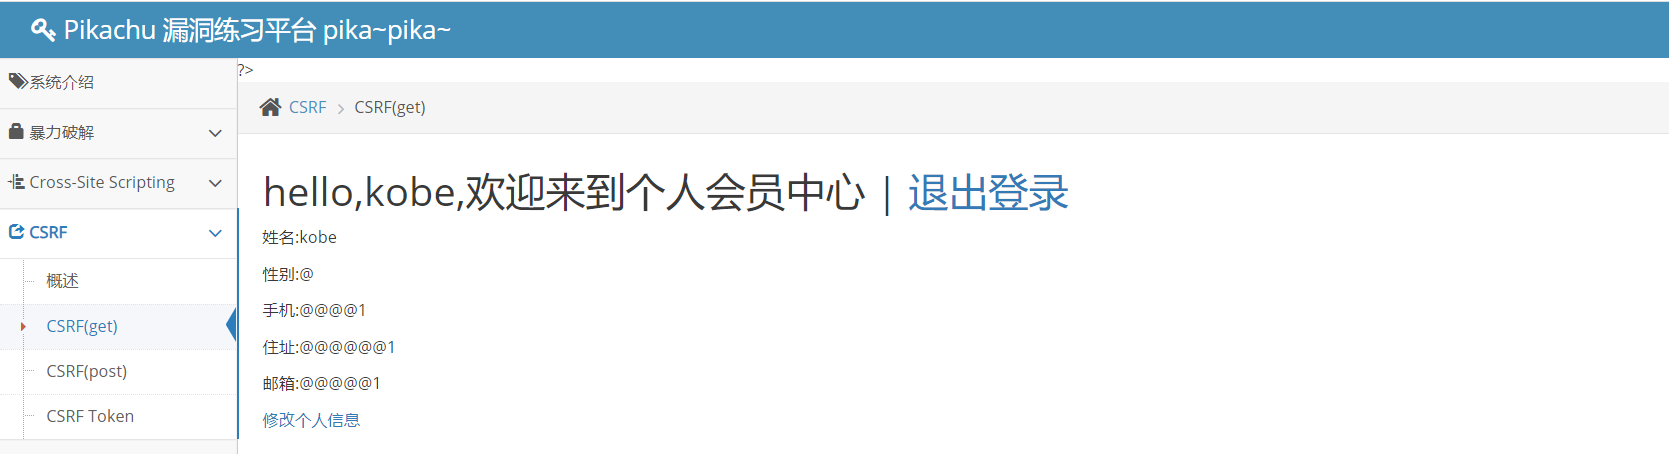 Pikachu 漏洞练习平台 pika~pika~
系统介绍
暴力破解
Cross-Site Scripting
CSRF
概述
CSRF(get)
CSRF(post)
CSRF Token
?>
CSRF > CSRF(get)
hello,kobe,欢迎来到个人会员中心 | 退出登录
姓名:kobe
性别:@
手机:@@@@1
住址:@@@@@@1
邮箱:@@@@@1
修改个人信息